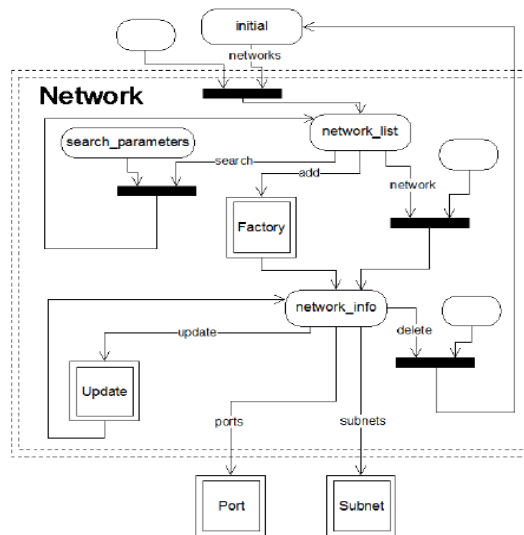 initial
networks
Network
network_list
search_parameters
search
add
network
Factory
network_info
update
delete
Update
ports
subnets
Port
Subnet